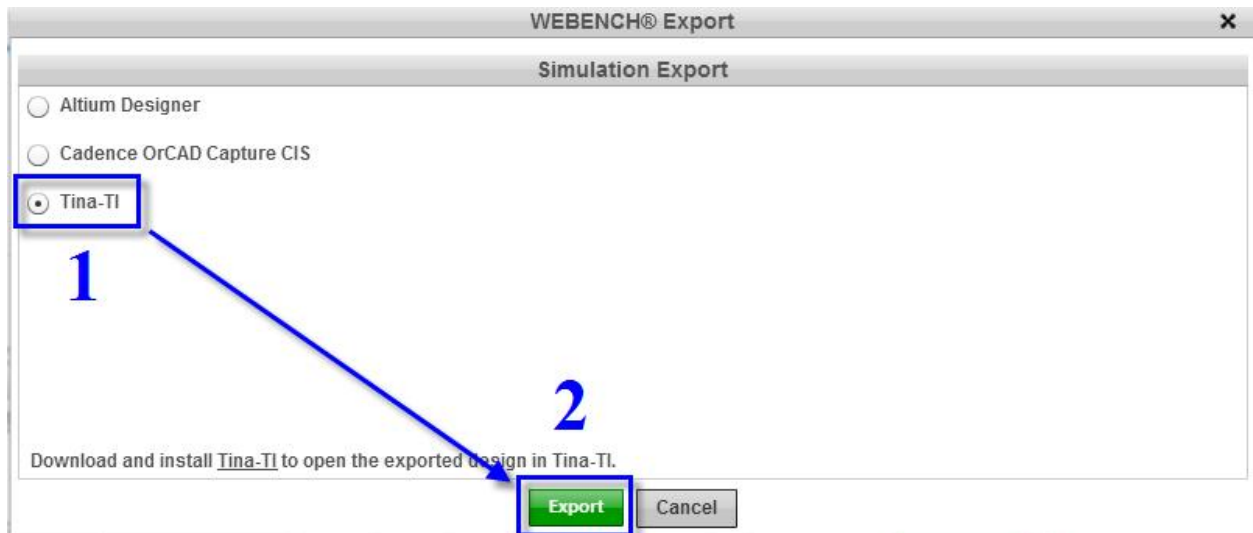 WEBENCH® Export
Simulation Export
Altium Designer
Cadence OrCAD Capture CIS
Tina-TI
1
2
Download and install Tina-TI to open the exported design in Tina-TI.
Export Cancel